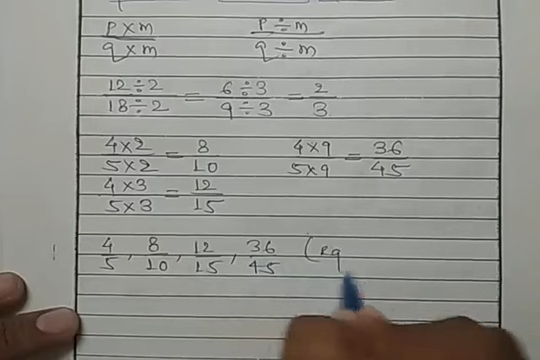 p×m/q×m p÷m/q÷m
12÷2/18÷2 = 6÷3/9÷3 = 2/3
4×2/5×2 = 8/10 4×9/5×9 = 36/45
4×3/5×3 = 12/15
4/5, 8/10, 12/15, 36/45 (